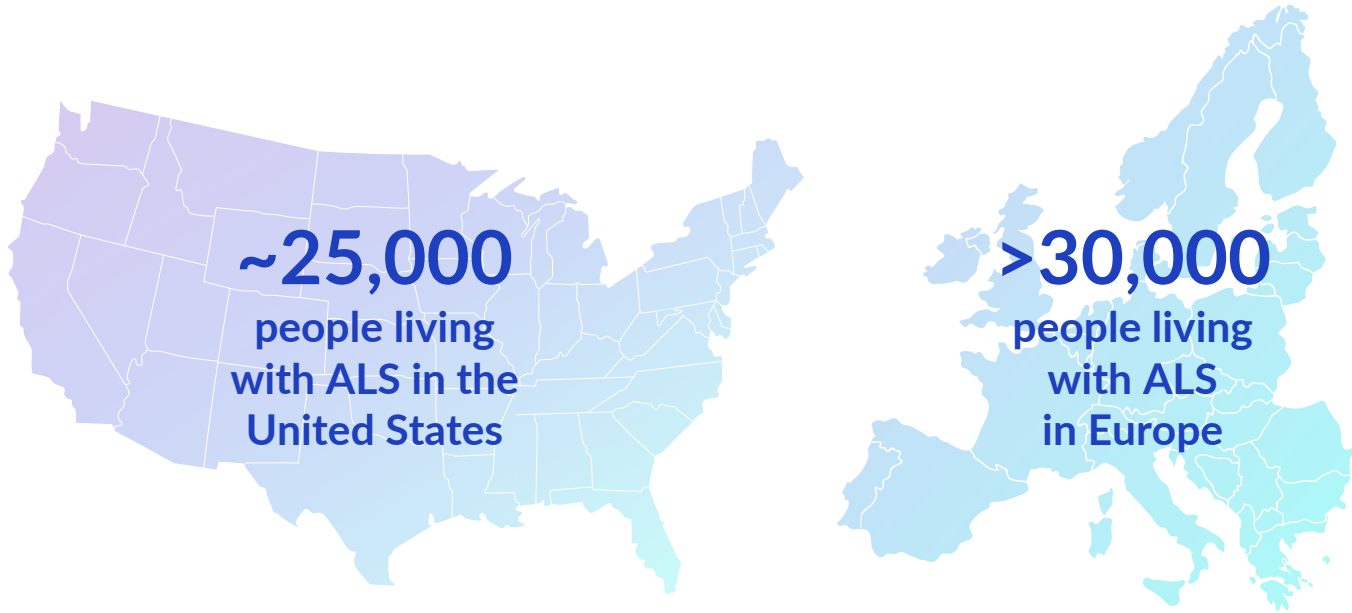 ~25,000
people living
with ALS in the
United States
>30,000
people living
with ALS
in Europe